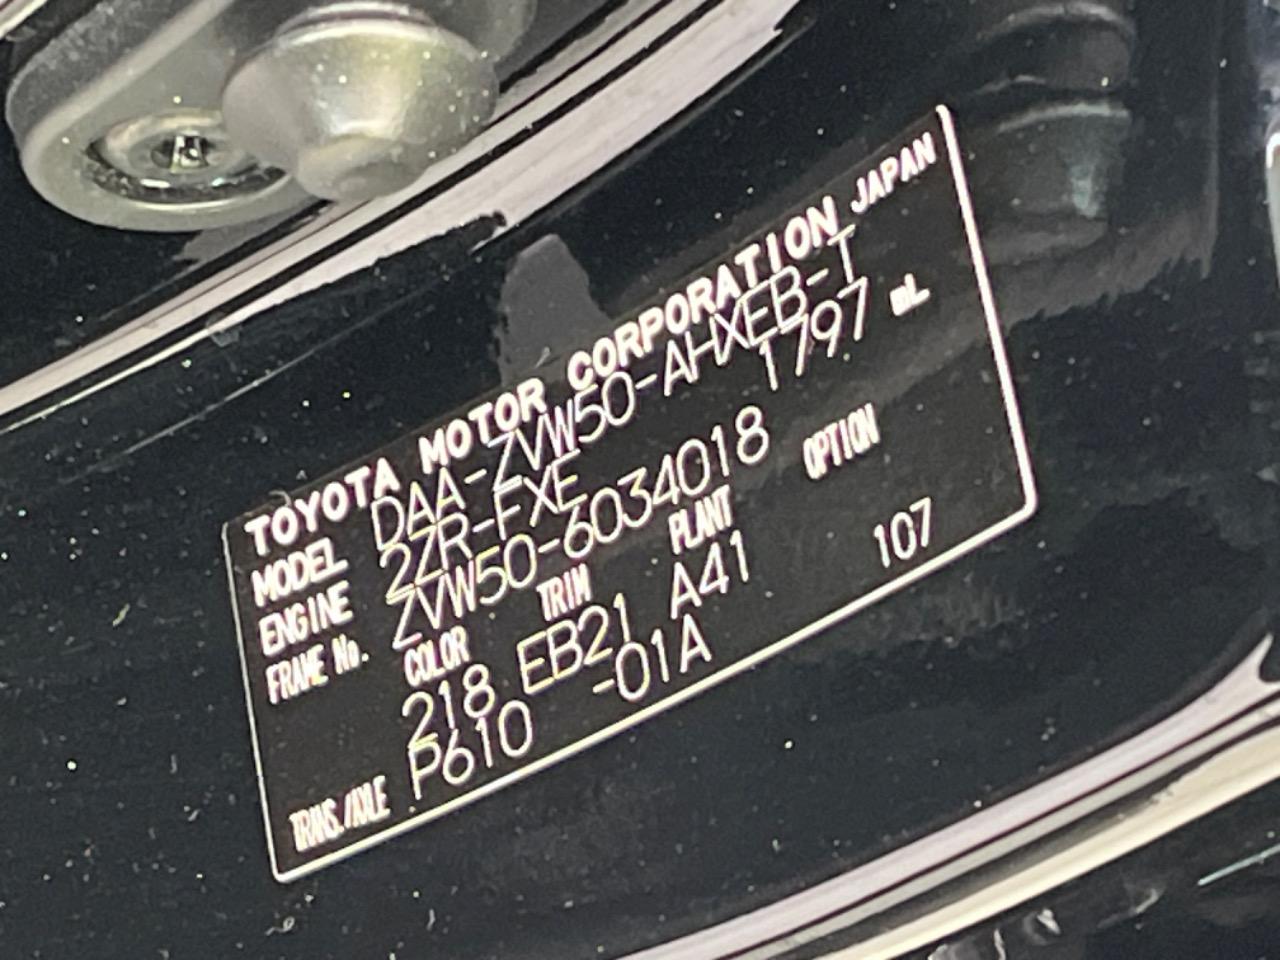 TOYOTA MOTOR CORPORATION JAPAN
MODEL DAA-ZVW50-AHXEB-T
ENGINE 2ZR-FXE 1797 mL
FRAME No. ZVW50-6034018
COLOR TRIM PLANT OPTION
218 EB21 A41 107
TRANS./AXLE P610 -01A